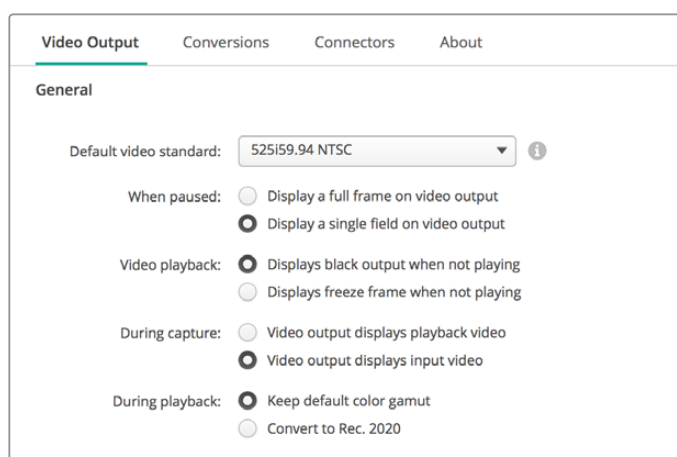 Video Output Conversions Connectors About
General
Default video standard: 525i59.94 NTSC
When paused: Display a full frame on video output
Display a single field on video output
Video playback: Displays black output when not playing
Displays freeze frame when not playing
During capture: Video output displays playback video
Video output displays input video
During playback: Keep default color gamut
Convert to Rec. 2020